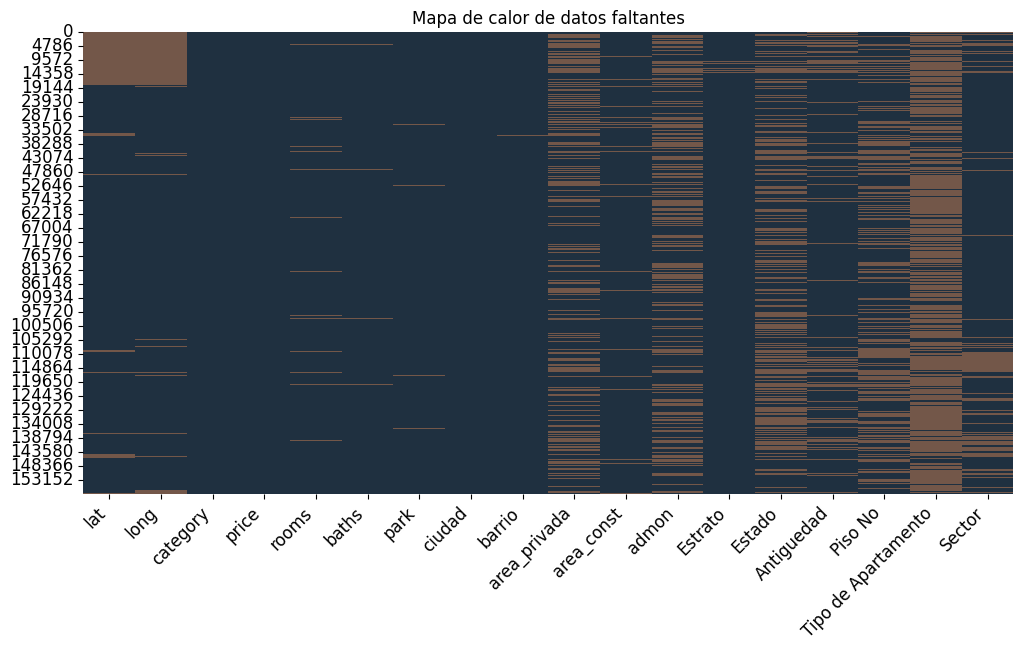 Mapa de calor de datos faltantes
0
4786
9572
14358
19144
23930
28716
33502
38288
43074
47860
52646
57432
62218
67004
71790
76576
81362
86148
90934
95720
100506
105292
110078
114864
119650
124436
129222
134008
138794
143580
148366
153152
lat
long
category
price
rooms
baths
park
ciudad
barrio
area_privada
area_const
admon
Estrato
Estado
Antiguedad
Piso No
Tipo de Apartamento
Sector